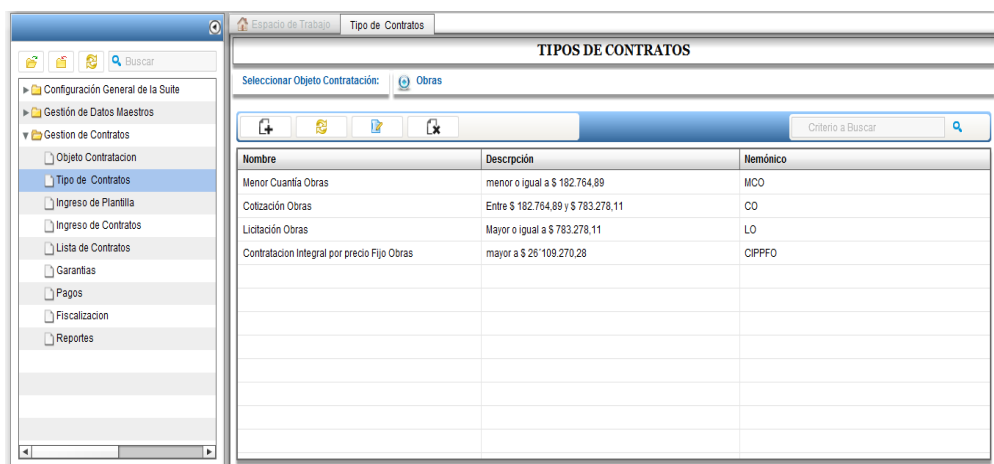 Espacio de Trabajo
Tipo de Contratos
Buscar
Configuración General de la Suite
Gestión de Datos Maestros
Gestion de Contratos
Objeto Contratacion
Tipo de Contratos
Ingreso de Plantilla
Ingreso de Contratos
Lista de Contratos
Garantias
Pagos
Fiscalizacion
Reportes
TIPOS DE CONTRATOS
Seleccionar Objeto Contratación: Obras
Criterio a Buscar
Nombre Descrpción Nemónico
Menor Cuantía Obras menor o igual a $ 182.764,89 MCO
Cotización Obras Entre $ 182.764,89 y $ 783.278,11 CO
Licitación Obras Mayor o igual a $ 783.278,11 LO
Contratacion Integral por precio Fijo Obras mayor a $ 26´109.270,28 CIPPFO